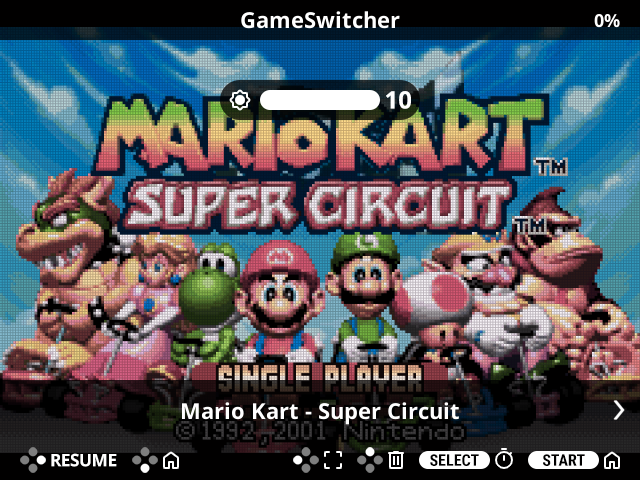 GameSwitcher 0%
10
MARIO KART TM
SUPER CIRCUIT TM
SINGLE PLAYER
Mario Kart - Super Circuit
©1992,2001 Nintendo
RESUME SELECT START